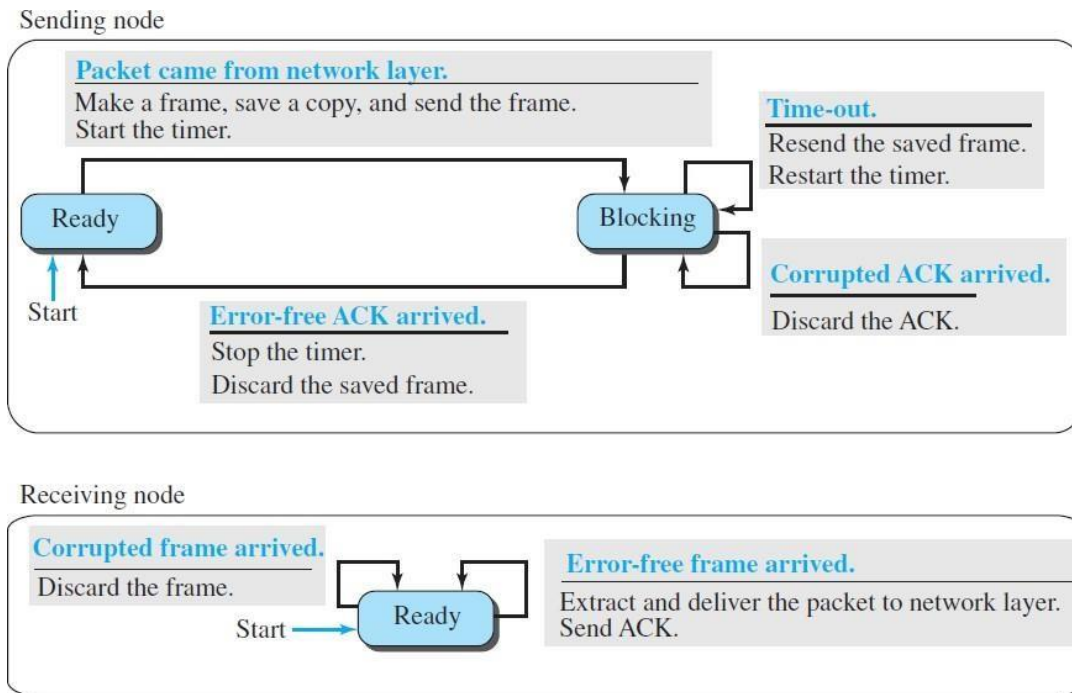 Sending node
Packet came from network layer.
Make a frame, save a copy, and send the frame.
Start the timer.
Time-out.
Resend the saved frame.
Restart the timer.
Ready
Blocking
Start
Error-free ACK arrived.
Stop the timer.
Discard the saved frame.
Corrupted ACK arrived.
Discard the ACK.
Receiving node
Corrupted frame arrived.
Discard the frame.
Start
Ready
Error-free frame arrived.
Extract and deliver the packet to network layer.
Send ACK.